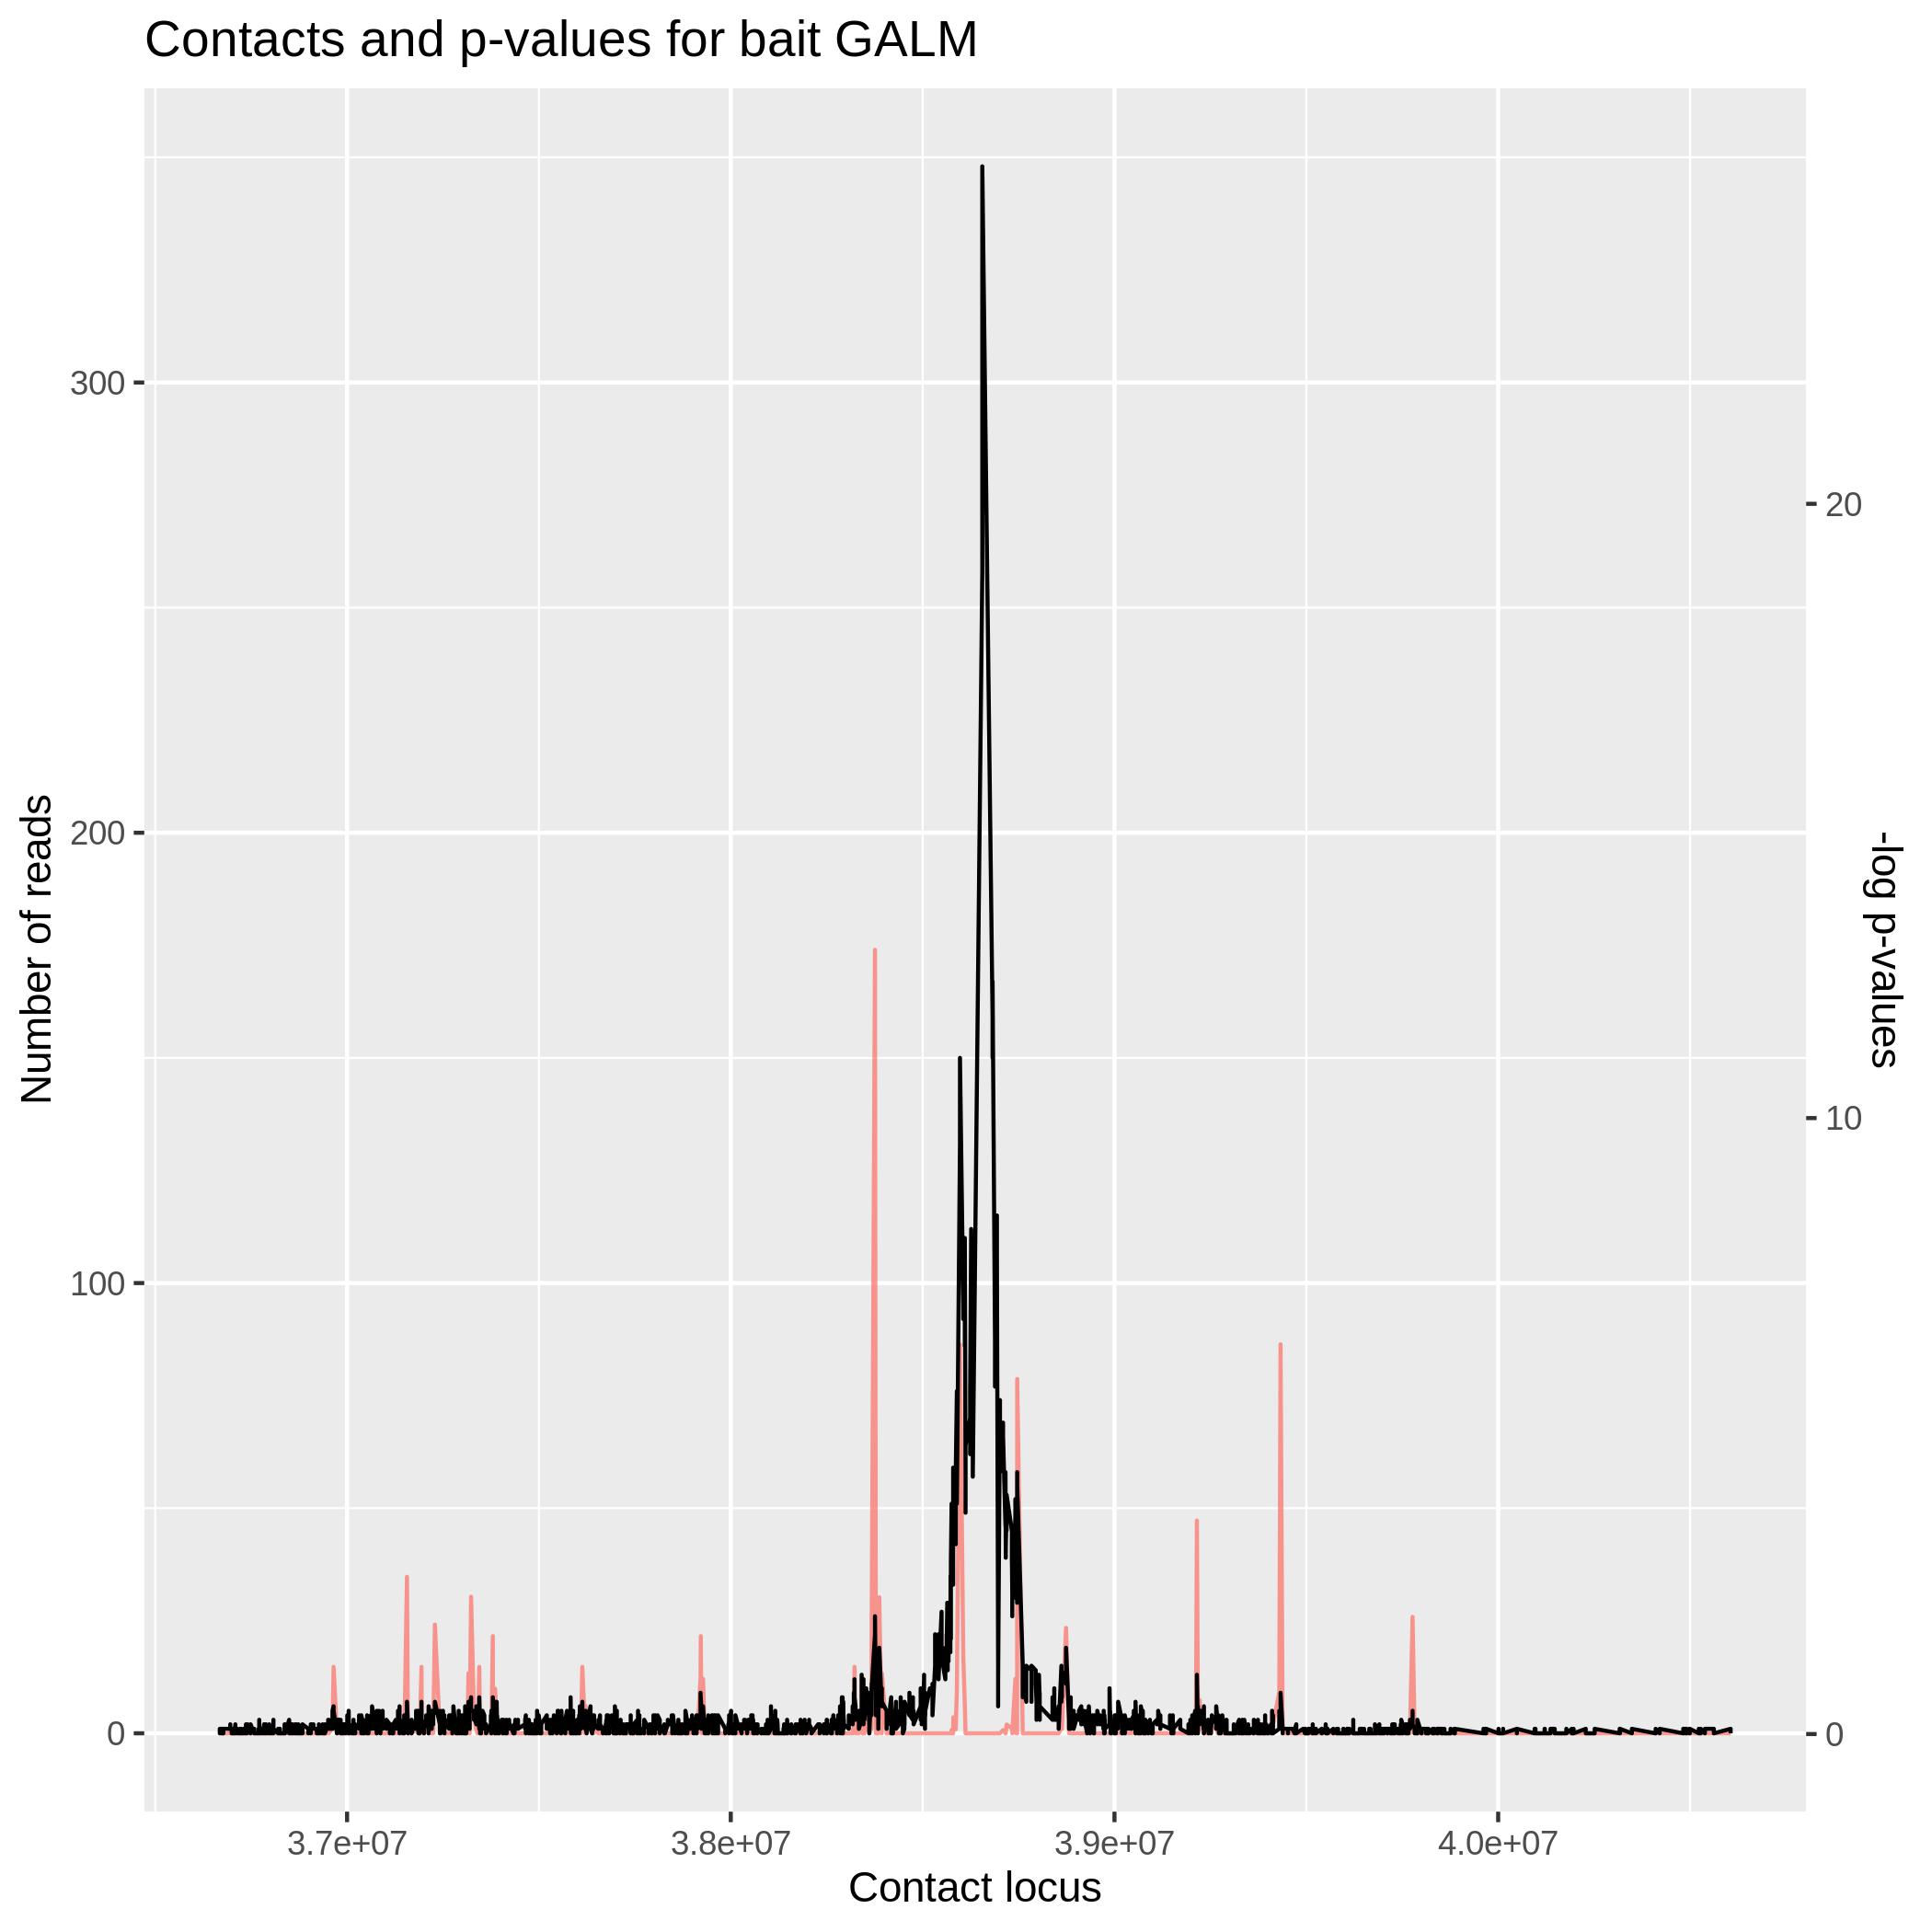 Contacts and p-values for bait GALM
Number of reads
300
200
100
0
20
10
0
-log p-values
3.7e+07
3.8e+07
3.9e+07
4.0e+07
Contact locus